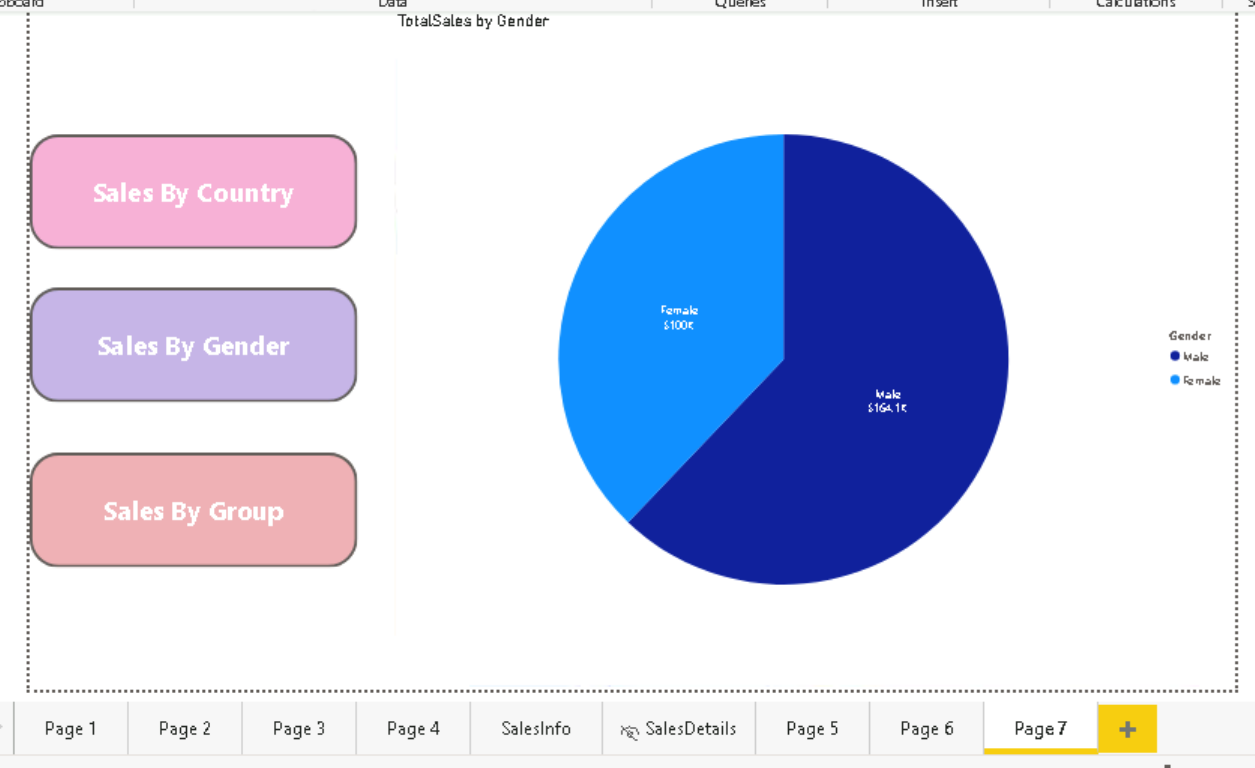 Data
Queries
Insert
Calculations
TotalSales by Gender
Sales By Country
Sales By Gender
Sales By Group
Female
$100K
Male
$164.1K
Gender
Male
Female
Page 1
Page 2
Page 3
Page 4
SalesInfo
SalesDetails
Page 5
Page 6
Page 7
+